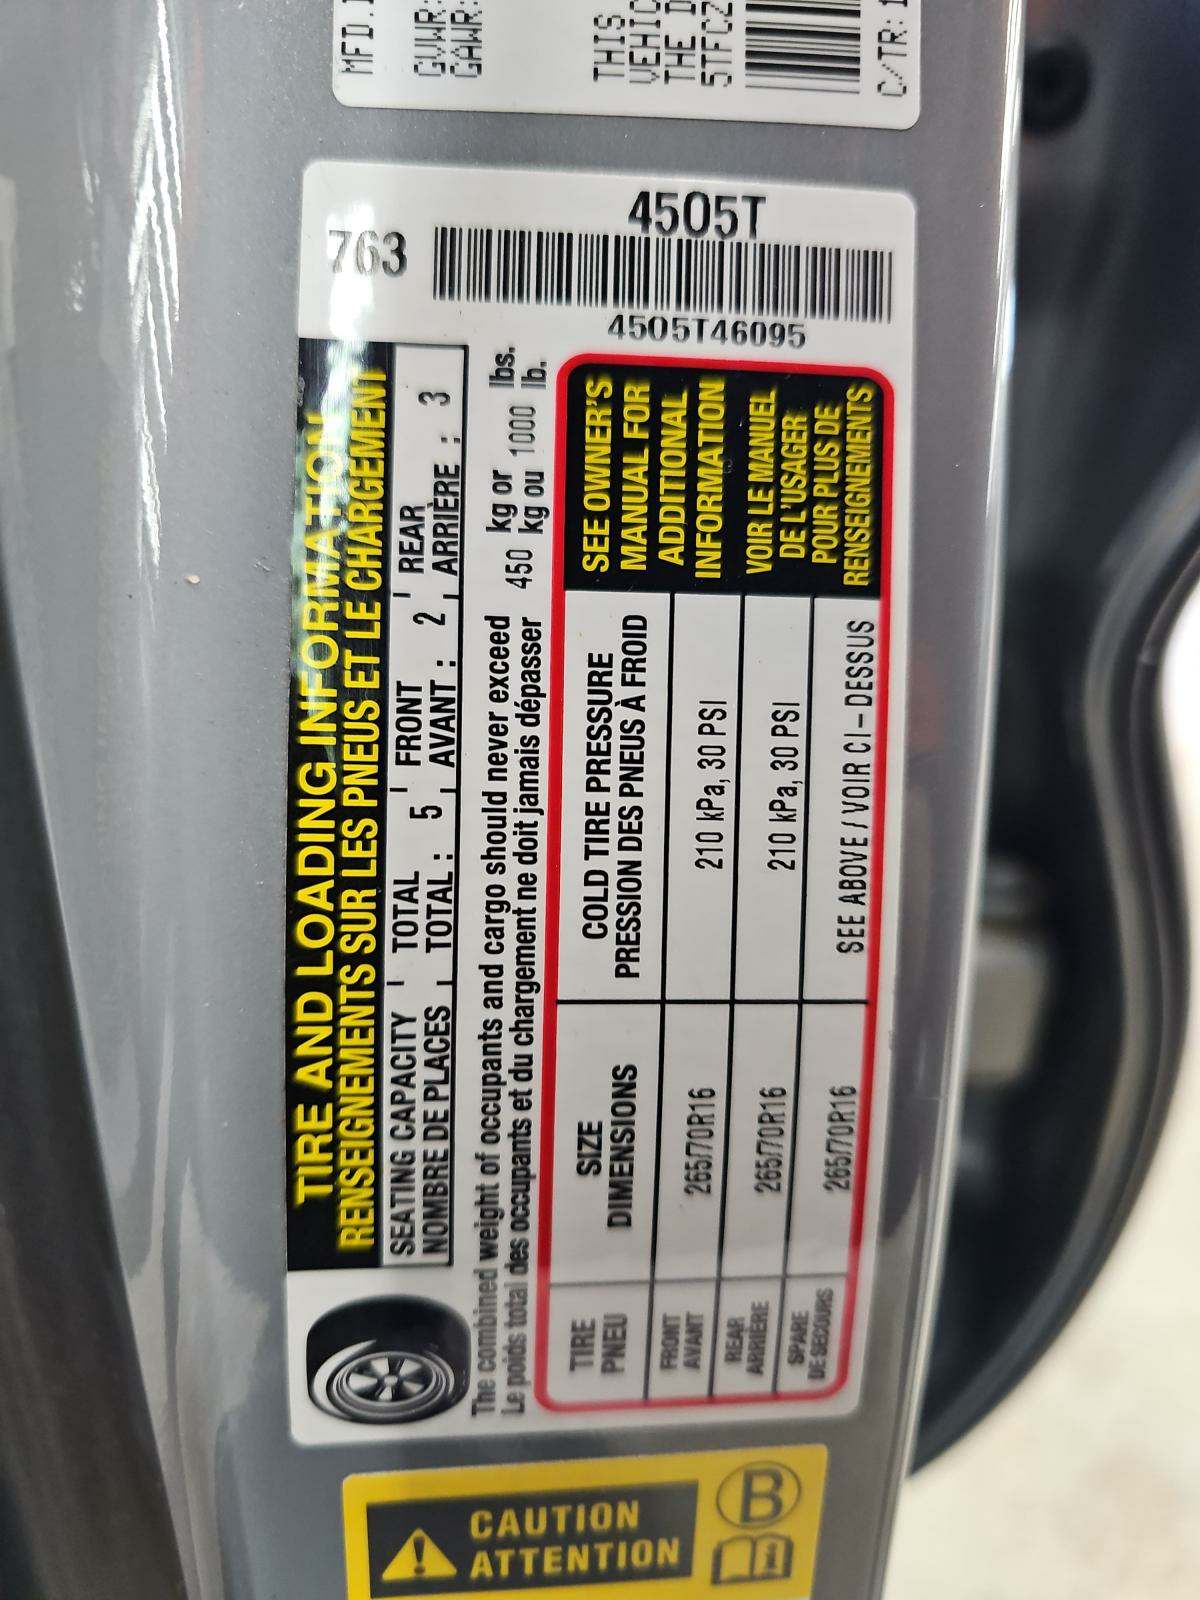 MFD.
GVWR:
GAWR:
THIS
VEHIC
THE D
5TFCZ
C/TR:
763
4505T
4505T46095
TIRE AND LOADING INFORMATION
RENSEIGNEMENTS SUR LES PNEUS ET LE CHARGEMENT
SEATING CAPACITY TOTAL 5 FRONT 2 REAR 3
NOMBRE DE PLACES TOTAL : AVANT : ARRIÈRE :
The combined weight of occupants and cargo should never exceed 450 kg or 1000 lbs.
Le poids total des occupants et du chargement ne doit jamais dépasser kg ou lb.
TIRE SIZE COLD TIRE PRESSURE
PNEU DIMENSIONS PRESSION DES PNEUS À FROID
FRONT 265/70R16 210 kPa, 30 PSI
AVANT
REAR 265/70R16 210 kPa, 30 PSI
ARRIÈRE
SPARE 265/70R16 SEE ABOVE / VOIR CI-DESSUS
DE SECOURS
SEE OWNER'S
MANUAL FOR
ADDITIONAL
INFORMATION
VOIR LE MANUEL
DE L'USAGER
POUR PLUS DE
RENSEIGNEMENTS
CAUTION
ATTENTION
B
i